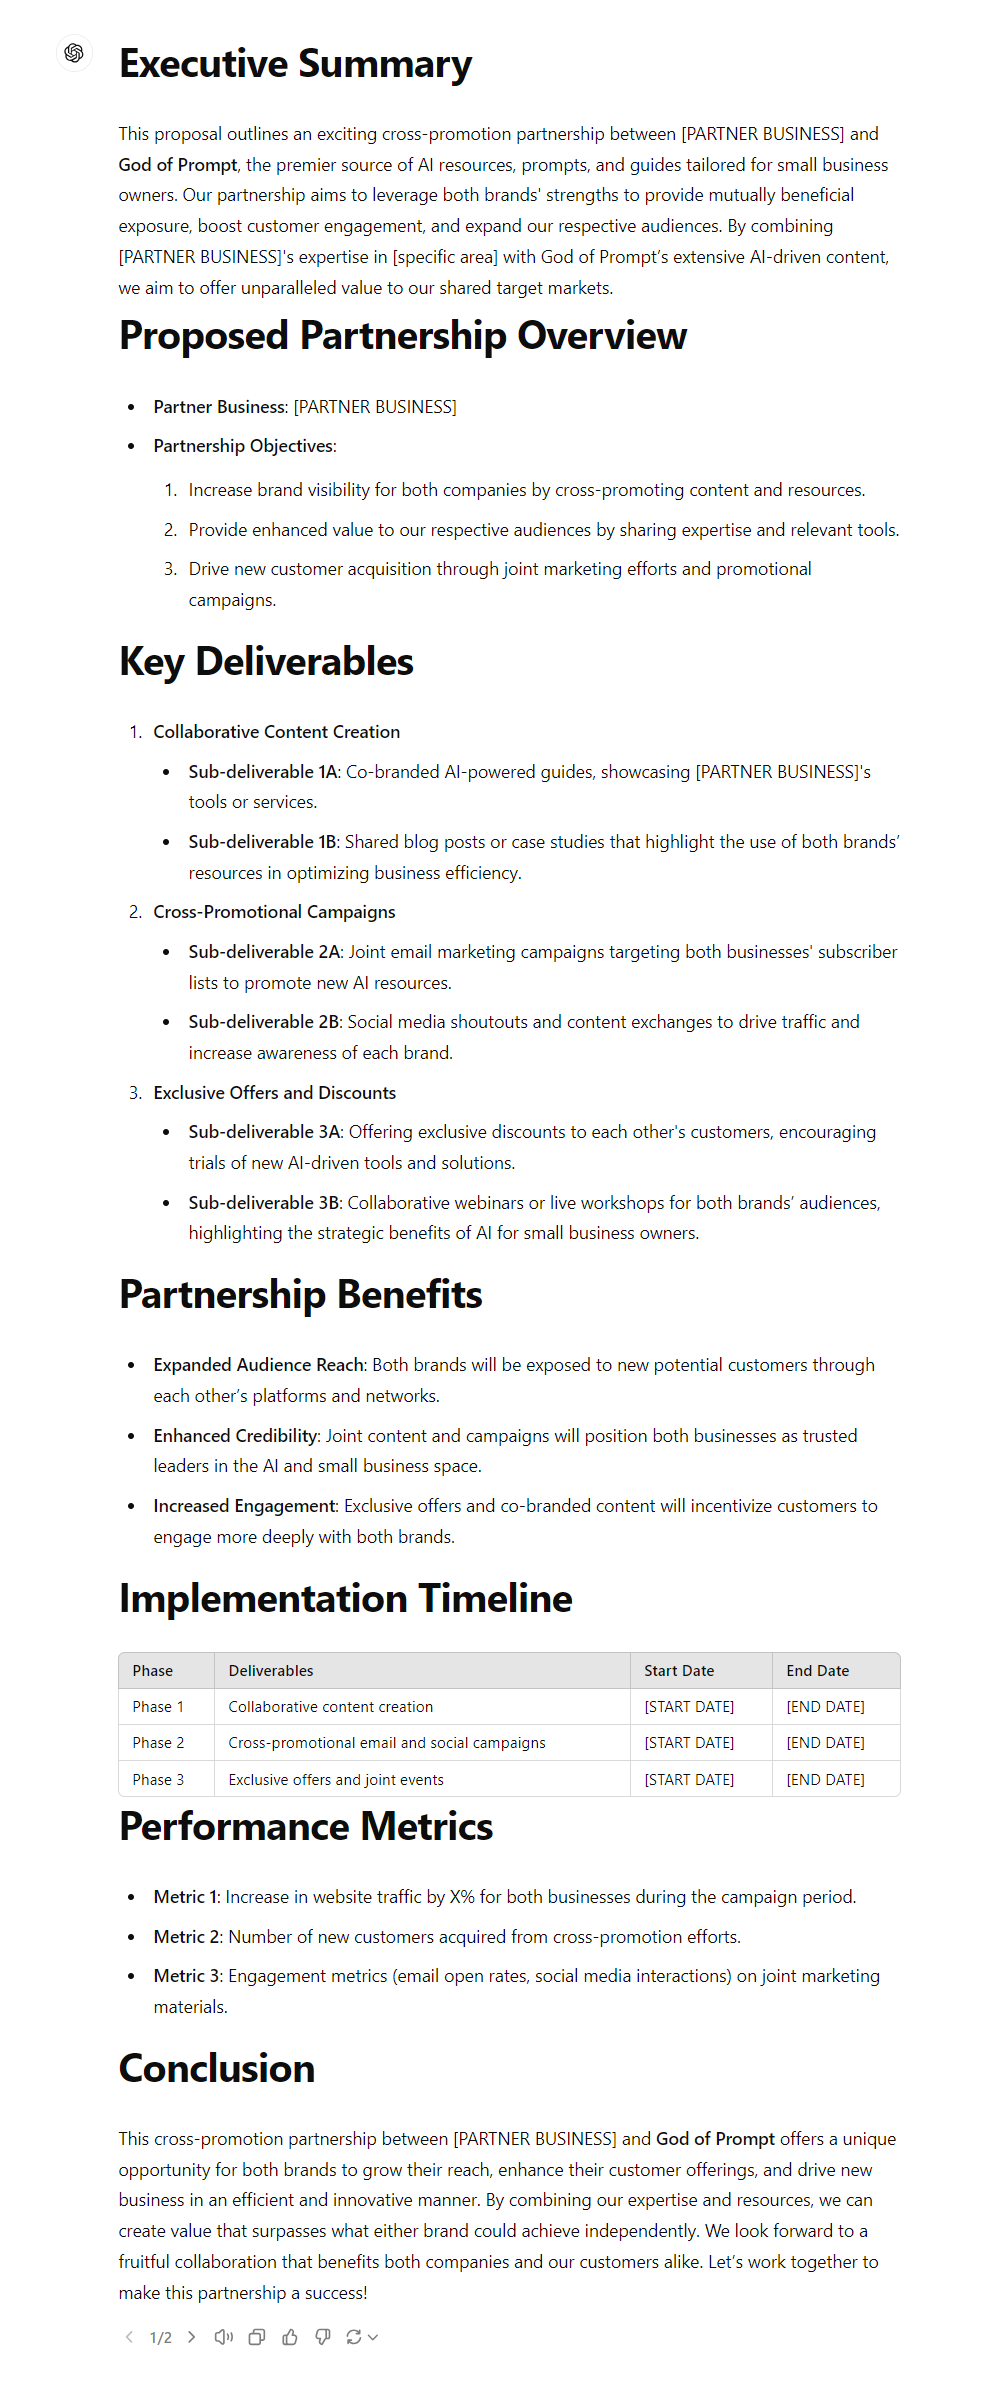 Executive Summary
This proposal outlines an exciting cross-promotion partnership between [PARTNER BUSINESS] and
God of Prompt, the premier source of AI resources, prompts, and guides tailored for small business
owners. Our partnership aims to leverage both brands' strengths to provide mutually beneficial
exposure, boost customer engagement, and expand our respective audiences. By combining
[PARTNER BUSINESS]'s expertise in [specific area] with God of Prompt’s extensive AI-driven content,
we aim to offer unparalleled value to our shared target markets.
Proposed Partnership Overview
• Partner Business: [PARTNER BUSINESS]
• Partnership Objectives:
1. Increase brand visibility for both companies by cross-promoting content and resources.
2. Provide enhanced value to our respective audiences by sharing expertise and relevant tools.
3. Drive new customer acquisition through joint marketing efforts and promotional
campaigns.
Key Deliverables
1. Collaborative Content Creation
• Sub-deliverable 1A: Co-branded AI-powered guides, showcasing [PARTNER BUSINESS]'s
tools or services.
• Sub-deliverable 1B: Shared blog posts or case studies that highlight the use of both brands’
resources in optimizing business efficiency.
2. Cross-Promotional Campaigns
• Sub-deliverable 2A: Joint email marketing campaigns targeting both businesses' subscriber
lists to promote new AI resources.
• Sub-deliverable 2B: Social media shoutouts and content exchanges to drive traffic and
increase awareness of each brand.
3. Exclusive Offers and Discounts
• Sub-deliverable 3A: Offering exclusive discounts to each other's customers, encouraging
trials of new AI-driven tools and solutions.
• Sub-deliverable 3B: Collaborative webinars or live workshops for both brands’ audiences,
highlighting the strategic benefits of AI for small business owners.
Partnership Benefits
• Expanded Audience Reach: Both brands will be exposed to new potential customers through
each other’s platforms and networks.
• Enhanced Credibility: Joint content and campaigns will position both businesses as trusted
leaders in the AI and small business space.
• Increased Engagement: Exclusive offers and co-branded content will incentivize customers to
engage more deeply with both brands.
Implementation Timeline
Phase Deliverables Start Date End Date
Phase 1 Collaborative content creation [START DATE] [END DATE]
Phase 2 Cross-promotional email and social campaigns [START DATE] [END DATE]
Phase 3 Exclusive offers and joint events [START DATE] [END DATE]
Performance Metrics
• Metric 1: Increase in website traffic by X% for both businesses during the campaign period.
• Metric 2: Number of new customers acquired from cross-promotion efforts.
• Metric 3: Engagement metrics (email open rates, social media interactions) on joint marketing
materials.
Conclusion
This cross-promotion partnership between [PARTNER BUSINESS] and God of Prompt offers a unique
opportunity for both brands to grow their reach, enhance their customer offerings, and drive new
business in an efficient and innovative manner. By combining our expertise and resources, we can
create value that surpasses what either brand could achieve independently. We look forward to a
fruitful collaboration that benefits both companies and our customers alike. Let’s work together to
make this partnership a success!
1/2